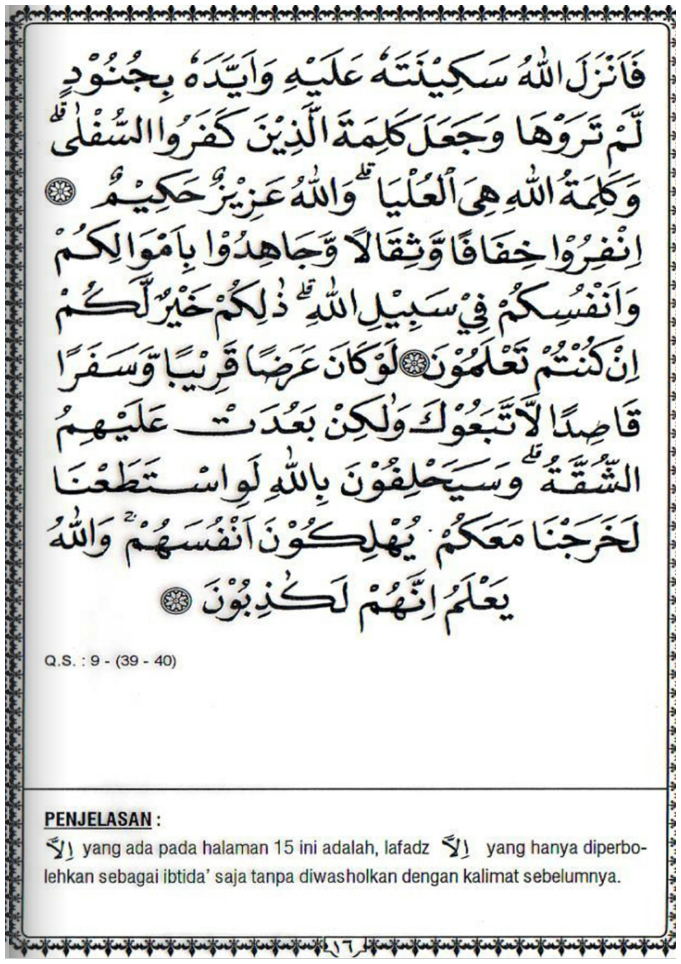 فَاَنْزَلَ اللّٰهُ سَكِيْنَتَهٗ عَلَيْهِ وَاَيَّدَهٗ بِجُنُوْدٍ
لَّمْ تَرَوْهَا وَجَعَلَ كَلِمَةَ الَّذِيْنَ كَفَرُوا السُّفْلٰى ۗ
وَكَلِمَةُ اللّٰهِ هِيَ الْعُلْيَا ۗ وَاللّٰهُ عَزِيْزٌ حَكِيْمٌ ۝
اِنْفِرُوْا خِفَافًا وَّثِقَالًا وَّجَاهِدُوْا بِاَمْوَالِكُمْ
وَاَنْفُسِكُمْ فِيْ سَبِيْلِ اللّٰهِ ۗ ذٰلِكُمْ خَيْرٌ لَّكُمْ
اِنْ كُنْتُمْ تَعْلَمُوْنَ ۝ لَوْ كَانَ عَرَضًا قَرِيْبًا وَّسَفَرًا
قَاصِدًا لَّاتَّبَعُوْكَ وَلٰكِنْ بَعُدَتْ عَلَيْهِمُ
الشُّقَّةُ ۗ وَسَيَحْلِفُوْنَ بِاللّٰهِ لَوِ اسْتَطَعْنَا
لَخَرَجْنَا مَعَكُمْ يُهْلِكُوْنَ اَنْفُسَهُمْ ۚ وَاللّٰهُ
يَعْلَمُ اِنَّهُمْ لَكٰذِبُوْنَ ۝
Q.S. : 9 - (39 - 40)
PENJELASAN :
اِلَّا yang ada pada halaman 15 ini adalah, lafadz اِلَّا yang hanya diperbo-
lehkan sebagai ibtida' saja tanpa diwasholkan dengan kalimat sebelumnya.
١٦